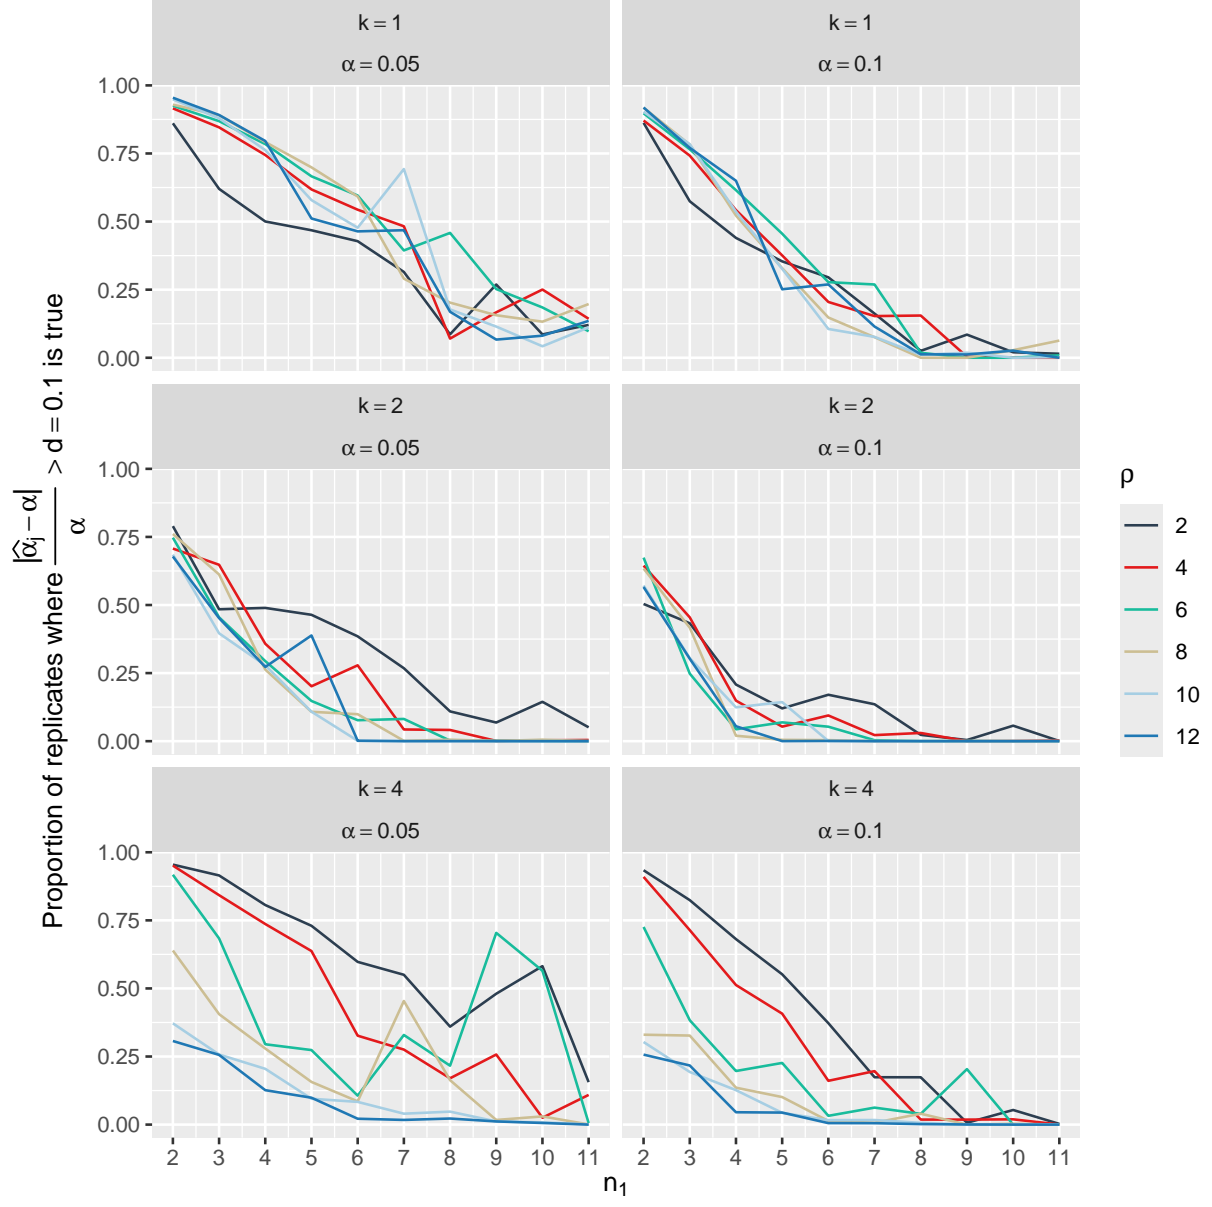 k = 1
α = 0.05
k = 1
α = 0.1
1.00
0.75
0.50
0.25
0.00
k = 2
α = 0.05
k = 2
α = 0.1
1.00
0.75
0.50
0.25
0.00
k = 4
α = 0.05
k = 4
α = 0.1
1.00
0.75
0.50
0.25
0.00
2 3 4 5 6 7 8 9 10 11
2 3 4 5 6 7 8 9 10 11
n₁
Proportion of replicates where |α̂ⱼ − α| / α > d = 0.1 is true
ρ
2
4
6
8
10
12